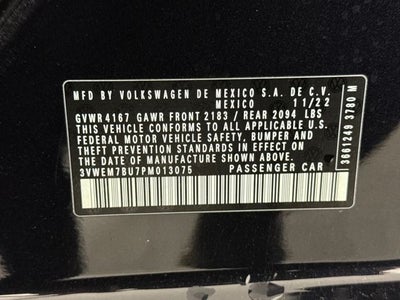 MFD BY VOLKSWAGEN DE MEXICO S.A. DE C.V.
MEXICO 11/22
GVWR 4167 GAWR FRONT 2183 / REAR 2094 LBS
THIS VEHICLE CONFORMS TO ALL APPLICABLE U.S.
FEDERAL MOTOR VEHICLE SAFETY, BUMPER AND
THEFT PREVENTION STANDARDS IN EFFECT ON THE
DATE OF MANUFACTURE SHOWN ABOVE.
3VWEM7BU7PM013075 PASSENGER CAR
3661249 3780 M